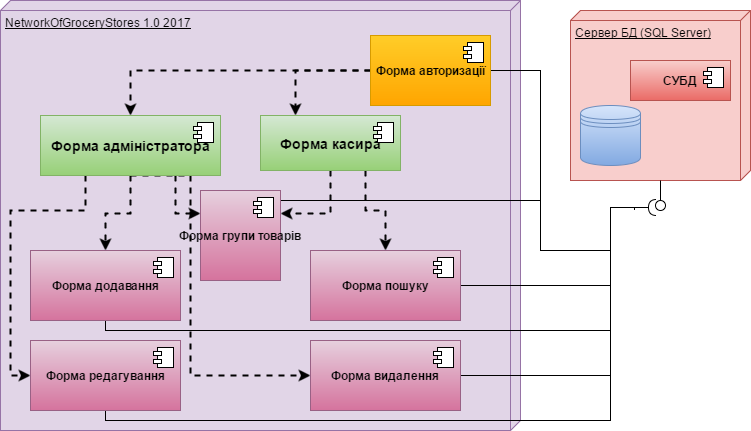 NetworkOfGroceryStores 1.0 2017
Сервер БД (SQL Server)
Форма авторизації
СУБД
Форма адміністратора
Форма касира
Форма групи товарів
Форма додавання
Форма пошуку
Форма редагування
Форма видалення